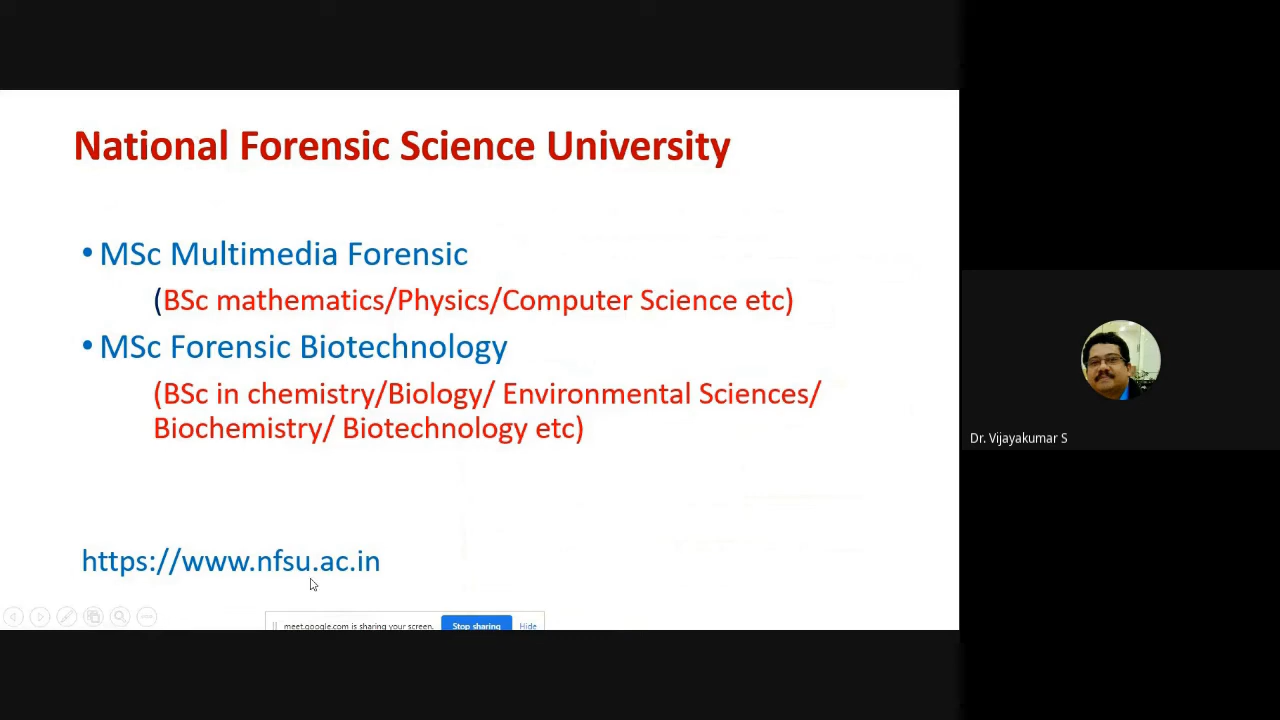 National Forensic Science University
• MSc Multimedia Forensic
(BSc mathematics/Physics/Computer Science etc)
• MSc Forensic Biotechnology
(BSc in chemistry/Biology/ Environmental Sciences/
Biochemistry/ Biotechnology etc)
Dr. Vijayakumar S
https://www.nfsu.ac.in
meet.google.com is sharing your screen. Stop sharing Hide